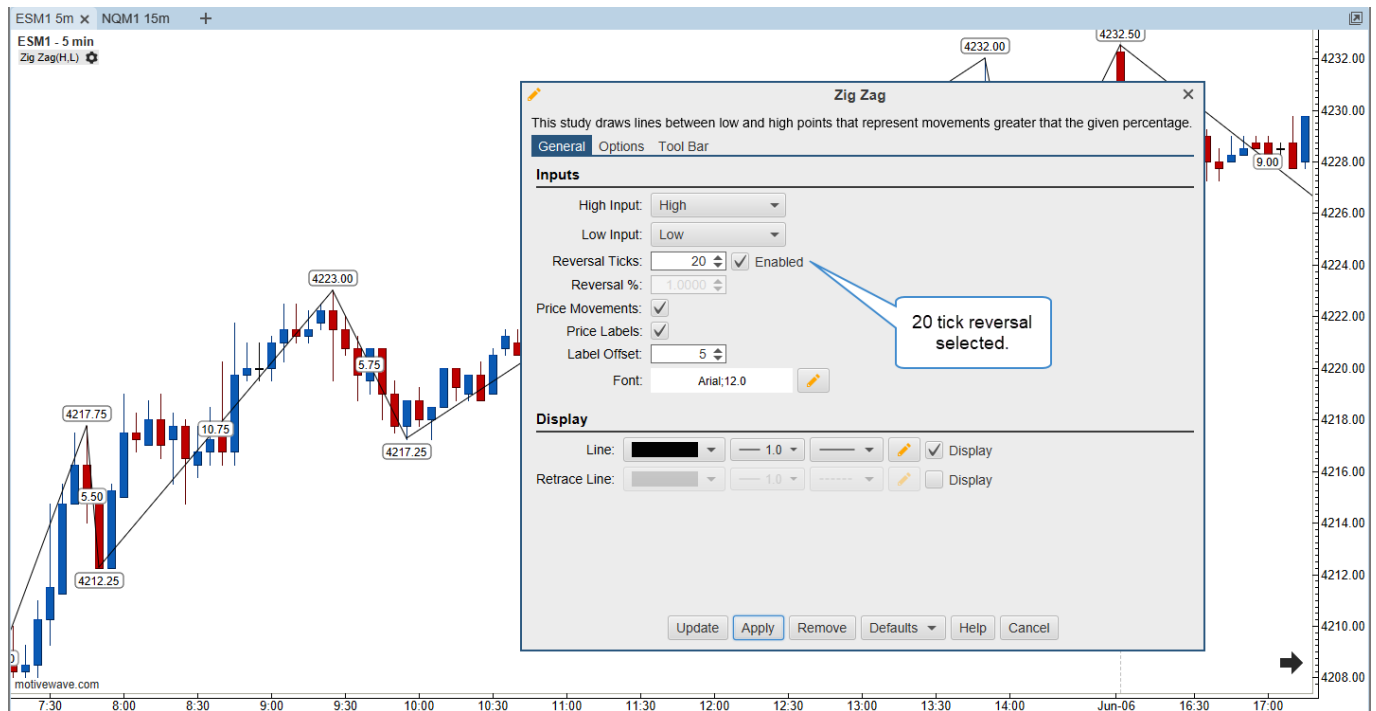 ESM1 5m × NQM1 15m +
ESM1 - 5 min
Zig Zag(H,L)
4232.00
4232.50
4223.00
4217.75
5.75
10.75
4217.25
5.50
4212.25
9.00
Zig Zag
This study draws lines between low and high points that represent movements greater that the given percentage.
General Options Tool Bar
Inputs
High Input: High
Low Input: Low
Reversal Ticks: 20 Enabled
Reversal %: 1.0000
Price Movements:
Price Labels:
Label Offset: 5
Font: Arial;12.0
20 tick reversal
selected.
Display
Line: 1.0 Display
Retrace Line: 1.0 Display
Update Apply Remove Defaults Help Cancel
4232.00
4230.00
4228.00
4226.00
4224.00
4222.00
4220.00
4218.00
4216.00
4214.00
4212.00
4210.00
4208.00
motivewave.com
7:30 8:00 8:30 9:00 9:30 10:00 10:30 11:00 11:30 12:00 12:30 13:00 13:30 14:00 Jun-06 16:30 17:00